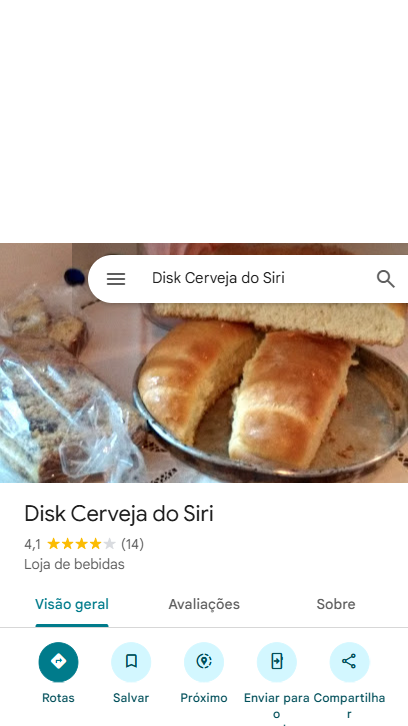 Disk Cerveja do Siri
Disk Cerveja do Siri
4,1 (14)
Loja de bebidas
Visão geral Avaliações Sobre
Rotas Salvar Próximo Enviar para o Compartilhar